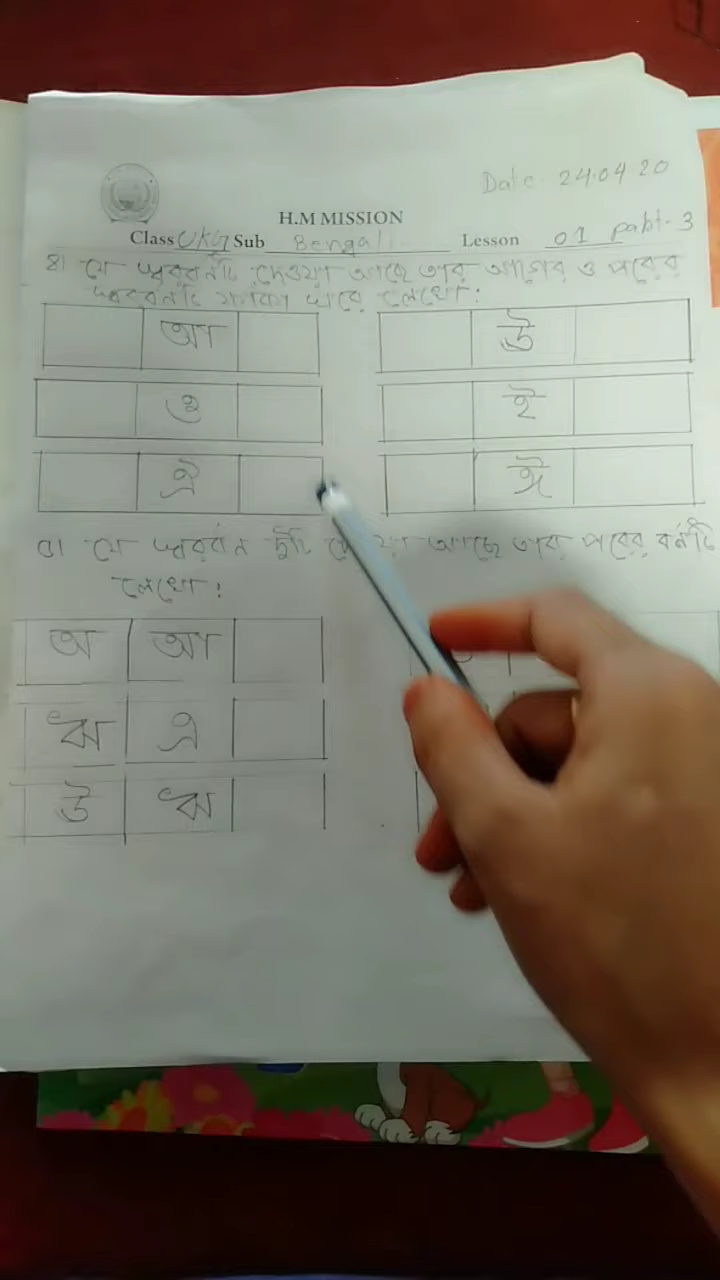 Date- 24.04.20
H.M MISSION
Class UKG Sub Bengali Lesson 01 part-3
৪। যে স্বরবর্ণটি দেওয়া আছে তার আগের ও পরের
স্বরবর্ণটি ফাঁকা ঘরে লেখো:
আ উ
ও ই
ঐ ঈ
৫। যে স্বরবর্ন দুটি আছে তার পরের বর্নটি
লেখো:
অ আ
ঋ এ
ঊ ঋ